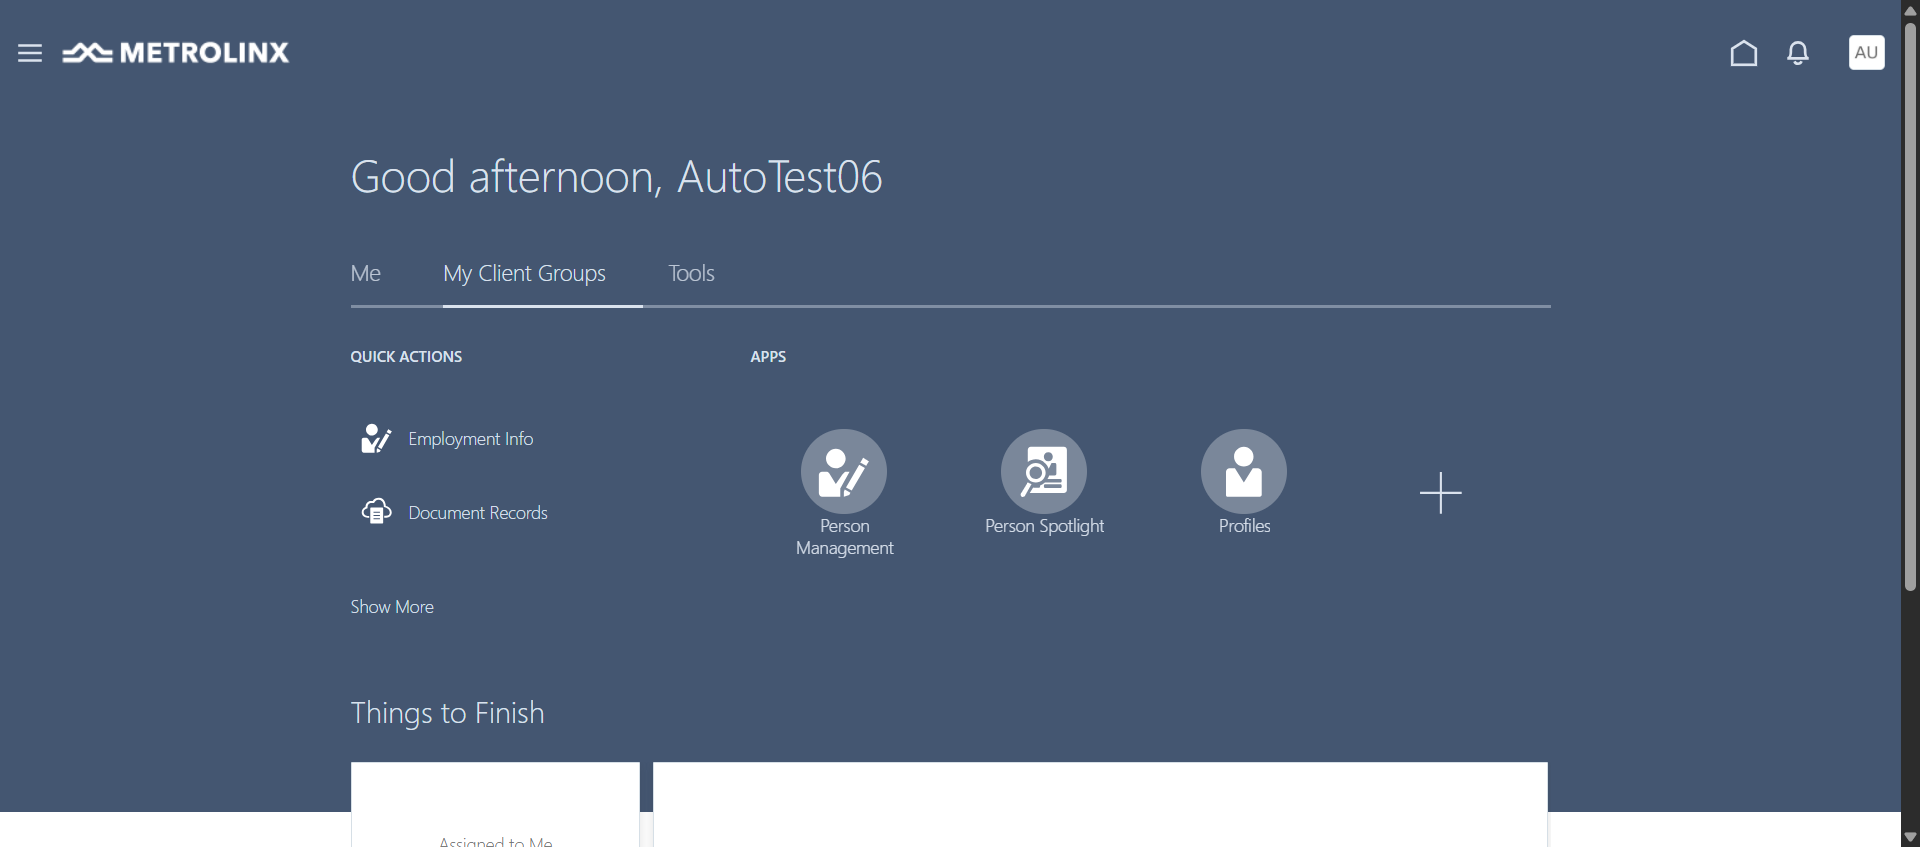 METROLINX
AU
Good afternoon, AutoTest06
Me
My Client Groups
Tools
QUICK ACTIONS
APPS
Employment Info
Document Records
Show More
Person
Management
Person Spotlight
Profiles
Things to Finish
Assigned to Me